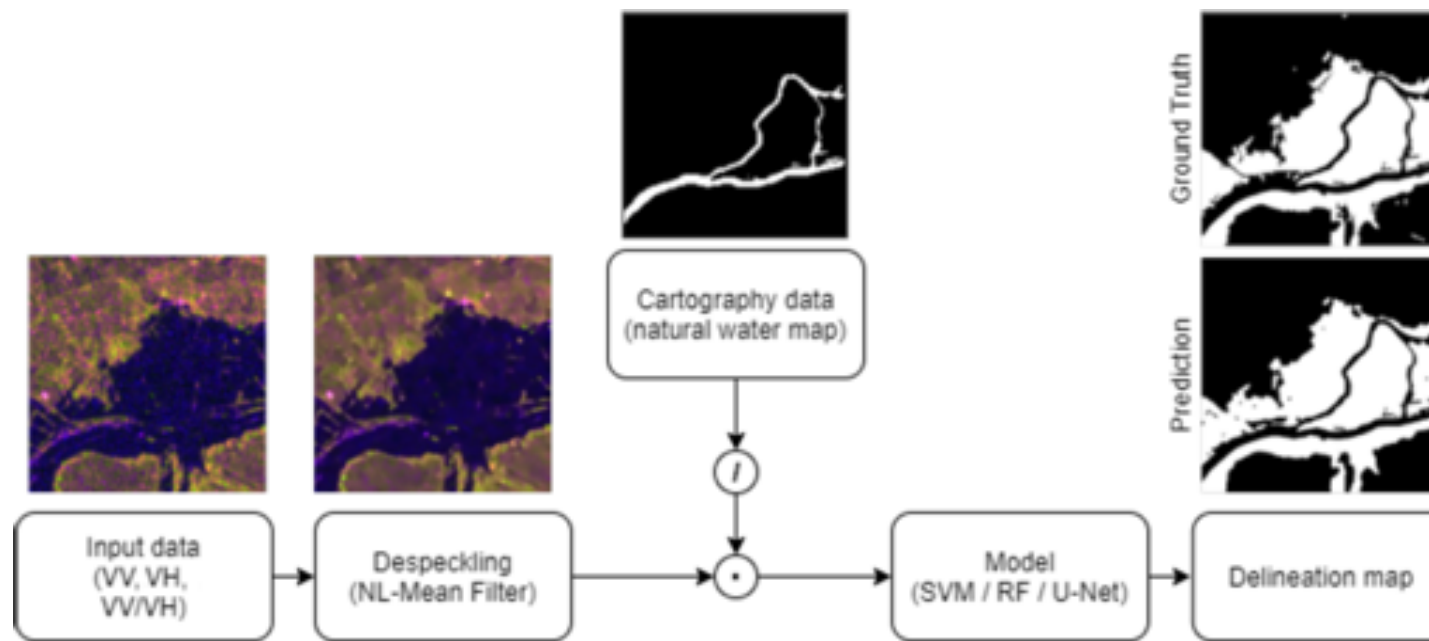 Ground Truth
Cartography data
(natural water map)
Prediction
I
Input data
(VV, VH,
VV/VH)
Despeckling
(NL-Mean Filter)
Model
(SVM / RF / U-Net)
Delineation map